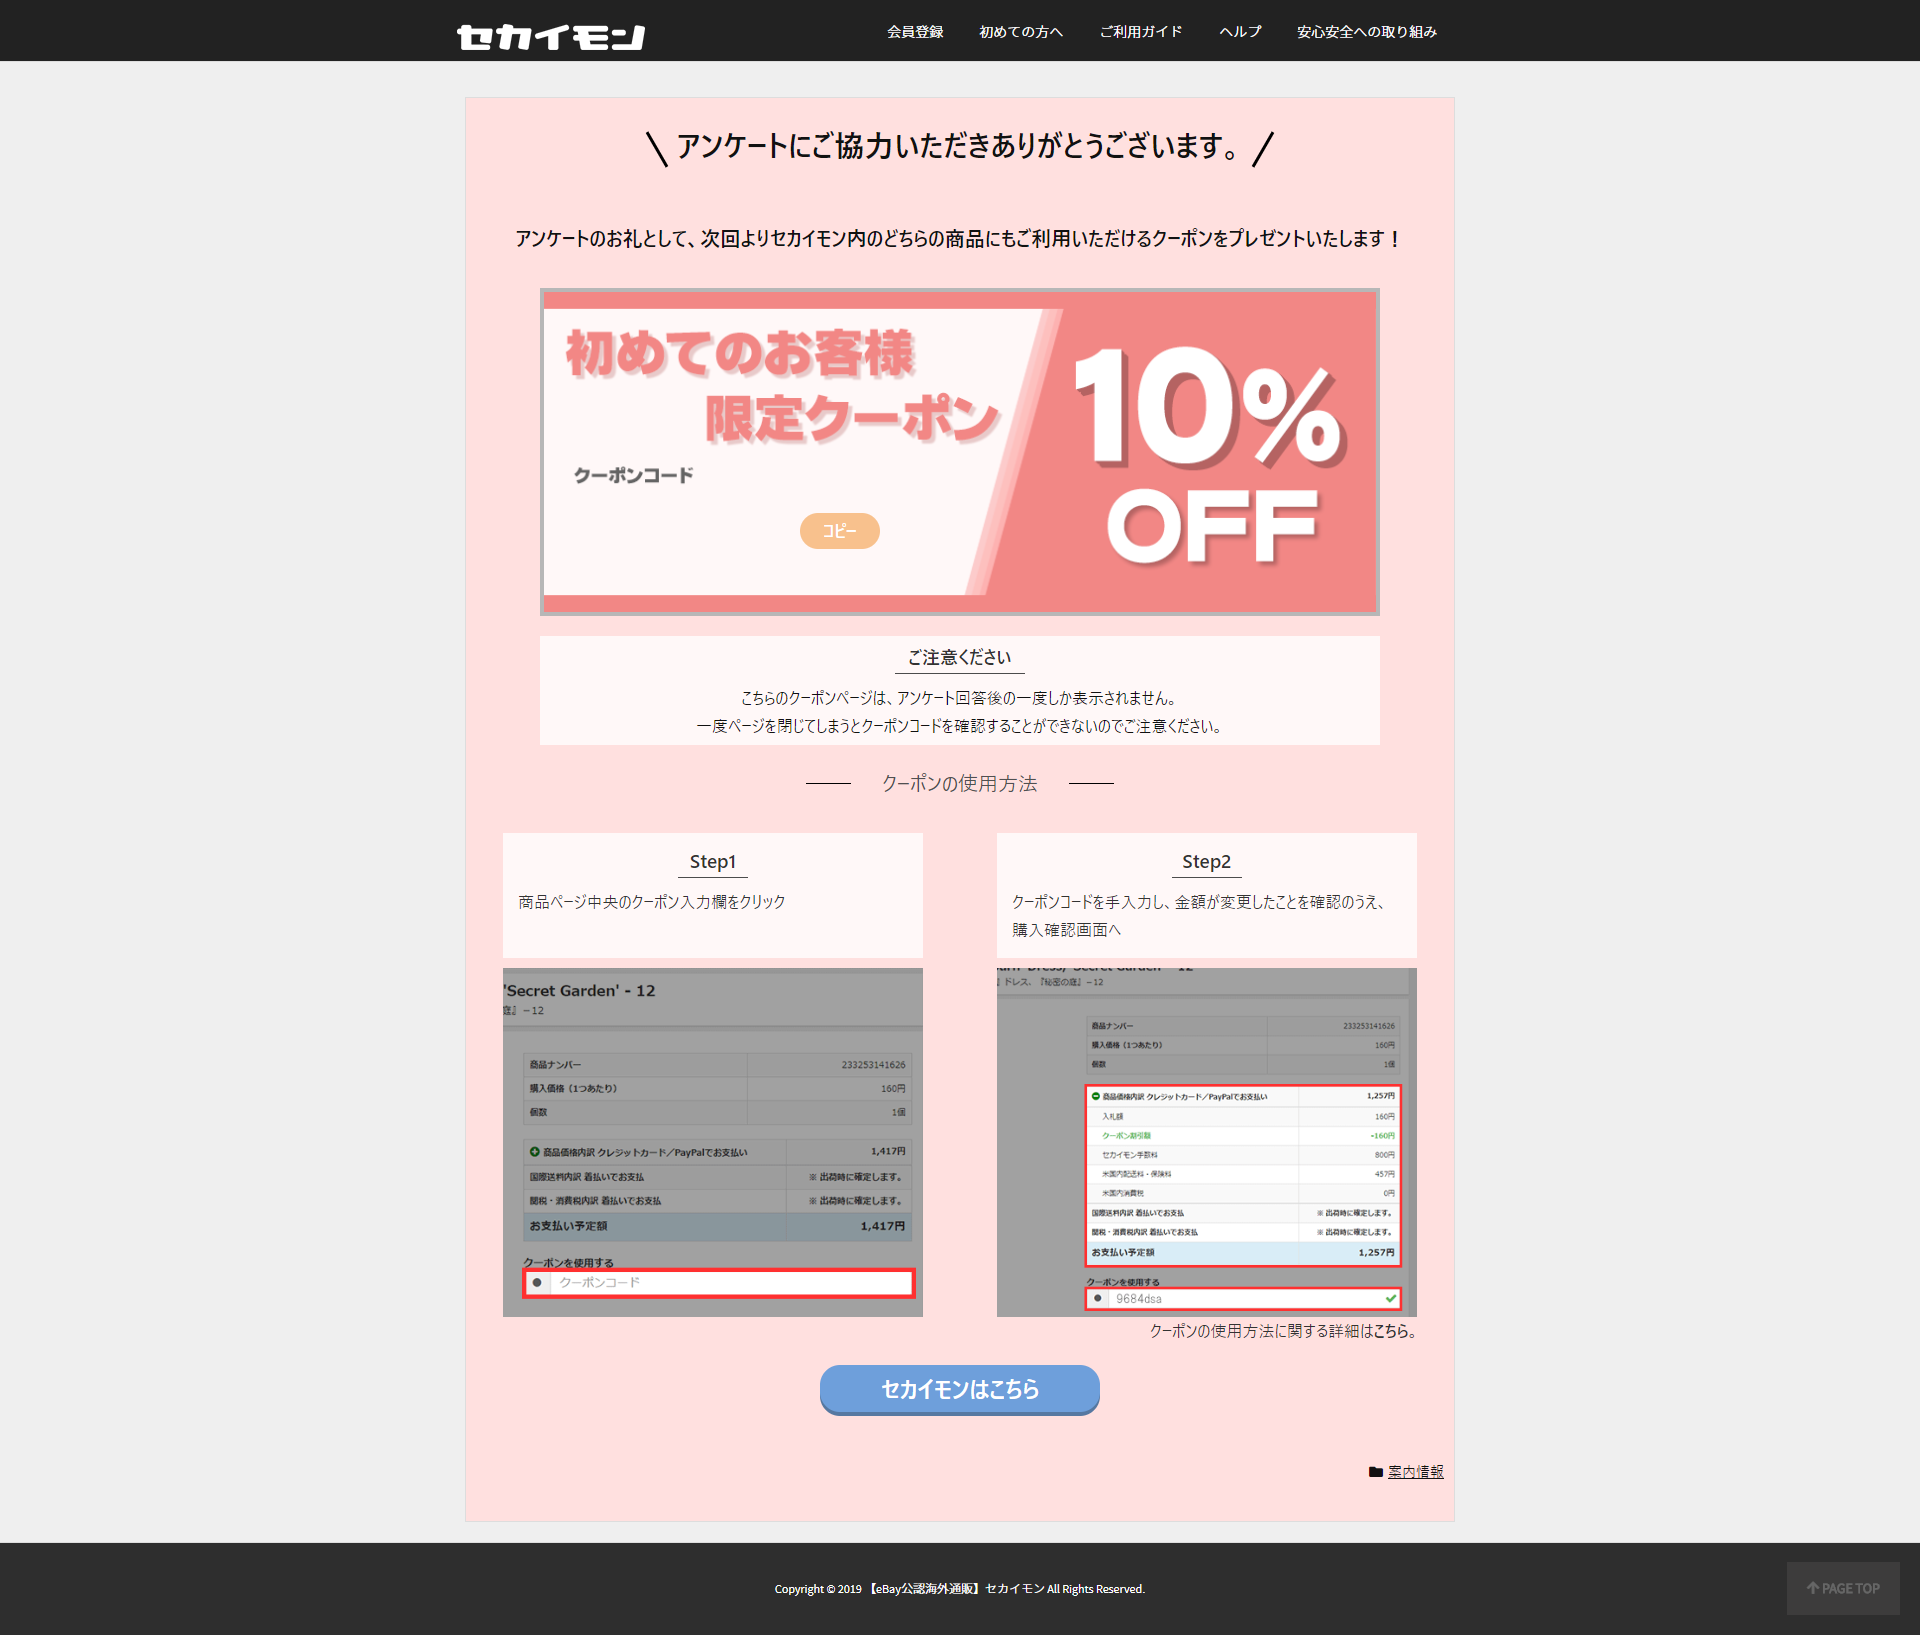 セカイモン
会員登録 初めての方へ ご利用ガイド ヘルプ 安心安全への取り組み
\ アンケートにご協力いただきありがとうございます。 /
アンケートのお礼として、次回よりセカイモン内のどちらの商品にもご利用いただけるクーポンをプレゼントいたします！
初めてのお客様
限定クーポン
クーポンコード
コピー
10%
OFF
ご注意ください
こちらのクーポンページは、アンケート回答後の一度しか表示されません。
一度ページを閉じてしまうとクーポンコードを確認することができないのでご注意ください。
クーポンの使用方法
Step1
商品ページ中央のクーポン入力欄をクリック
'Secret Garden' - 12
庭』－12
商品ナンバー 233253141626
購入価格（1つあたり） 160円
個数 1個
商品価格内訳 クレジットカード／PayPalでお支払い 1,417円
国際送料内訳 着払いでお支払 ※ 出荷時に確定します。
関税・消費税内訳 着払いでお支払 ※ 出荷時に確定します。
お支払い予定額 1,417円
クーポンを使用する
クーポンコード
Step2
クーポンコードを手入力し、金額が変更したことを確認のうえ、
購入確認画面へ
』ドレス、『秘密の庭』－12
商品ナンバー 233253141626
購入価格（1つあたり） 160円
個数 1個
商品価格内訳 クレジットカード／PayPalでお支払い 1,257円
入札額 160円
クーポン割引額 -160円
セカイモン手数料 800円
米国内配送料・保険料 457円
米国内消費税 0円
国際送料内訳 着払いでお支払 ※ 出荷時に確定します。
関税・消費税内訳 着払いでお支払 ※ 出荷時に確定します。
お支払い予定額 1,257円
クーポンを使用する
9684dsa
クーポンの使用方法に関する詳細はこちら。
セカイモンはこちら
案内情報
Copyright © 2019 【eBay公認海外通販】セカイモン All Rights Reserved.
PAGE TOP